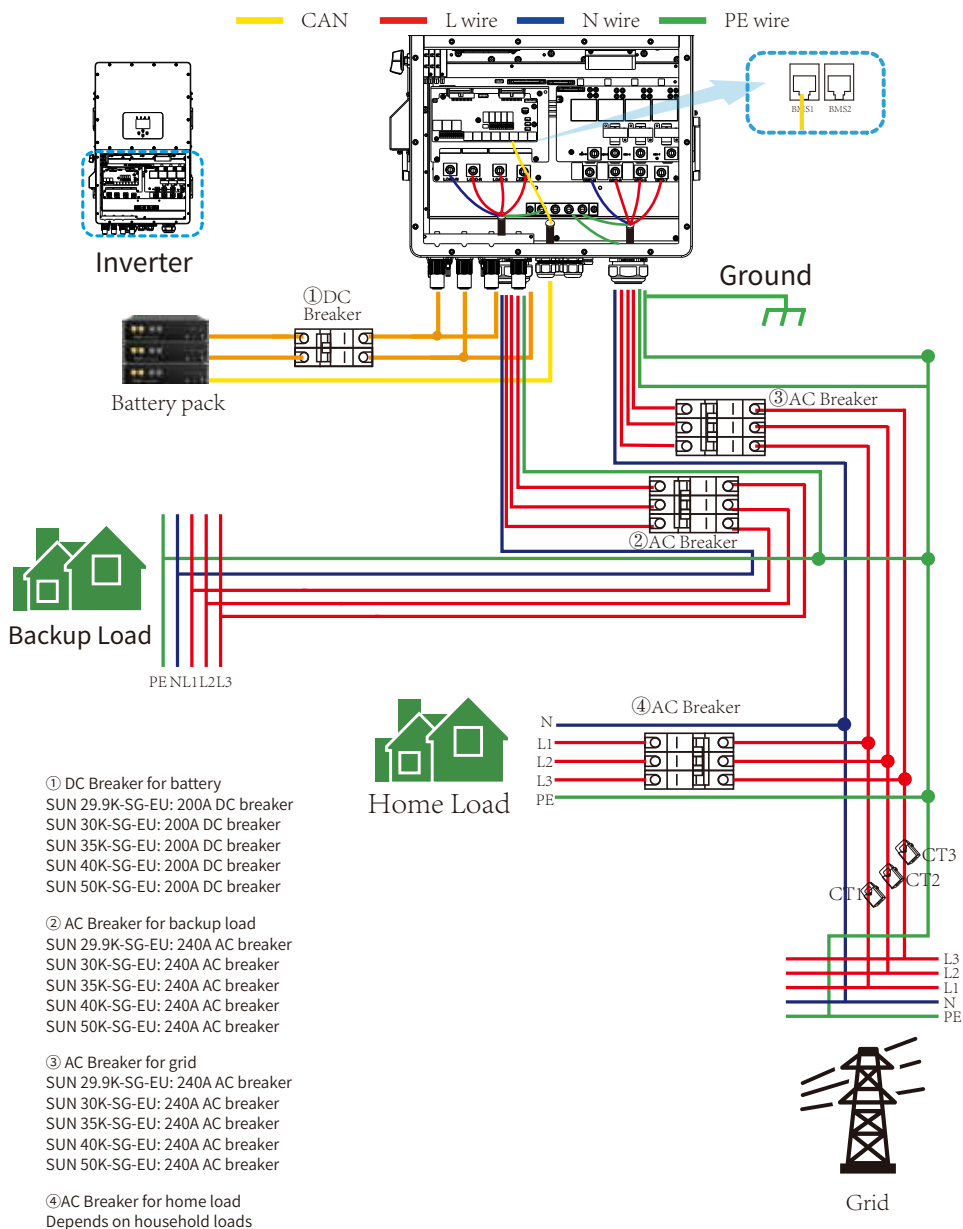 CAN L wire N wire PE wire
BMS1 BMS2
Inverter
Ground
①DC
Breaker
Battery pack
③AC Breaker
②AC Breaker
Backup Load
PE N L1 L2 L3
④AC Breaker
N
L1
L2
L3
PE
Home Load
① DC Breaker for battery
SUN 29.9K-SG-EU: 200A DC breaker
SUN 30K-SG-EU: 200A DC breaker
SUN 35K-SG-EU: 200A DC breaker
SUN 40K-SG-EU: 200A DC breaker
SUN 50K-SG-EU: 200A DC breaker
② AC Breaker for backup load
SUN 29.9K-SG-EU: 240A AC breaker
SUN 30K-SG-EU: 240A AC breaker
SUN 35K-SG-EU: 240A AC breaker
SUN 40K-SG-EU: 240A AC breaker
SUN 50K-SG-EU: 240A AC breaker
③ AC Breaker for grid
SUN 29.9K-SG-EU: 240A AC breaker
SUN 30K-SG-EU: 240A AC breaker
SUN 35K-SG-EU: 240A AC breaker
SUN 40K-SG-EU: 240A AC breaker
SUN 50K-SG-EU: 240A AC breaker
④AC Breaker for home load
Depends on household loads
CT3
CT2
CT1
L3
L2
L1
N
PE
Grid